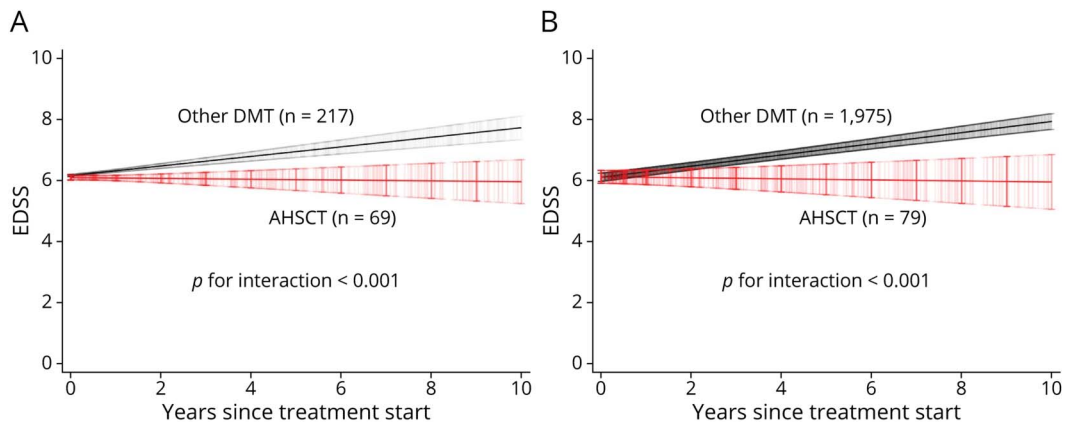 A
10
8
6
4
2
0
EDSS
Other DMT (n = 217)
AHSCT (n = 69)
p for interaction < 0.001
0 2 4 6 8 10
Years since treatment start
B
10
8
6
4
2
0
EDSS
Other DMT (n = 1,975)
AHSCT (n = 79)
p for interaction < 0.001
0 2 4 6 8 10
Years since treatment start